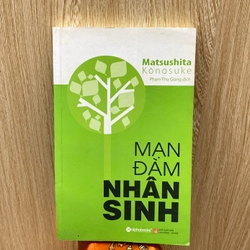 Matsushita
Konosuke
Phạm Thu Giang dịch
MẠN
ĐÀM
NHÂN
SINH